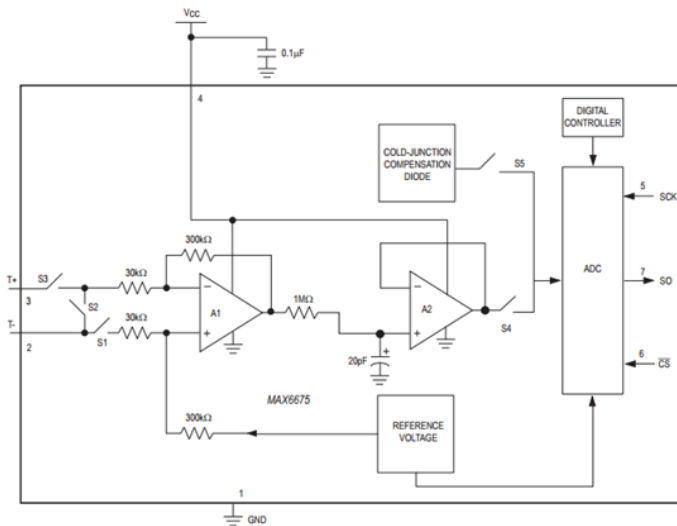 VCC
0.1µF
4
DIGITAL
CONTROLLER
COLD-JUNCTION
COMPENSATION
DIODE
S5
5
SCK
300kΩ
30kΩ
T+
S3
3
S2
A1
1MΩ
A2
ADC
7
SO
30kΩ
T-
2
S1
S4
20pF
6
CS
MAX6675
300kΩ
REFERENCE
VOLTAGE
1
GND